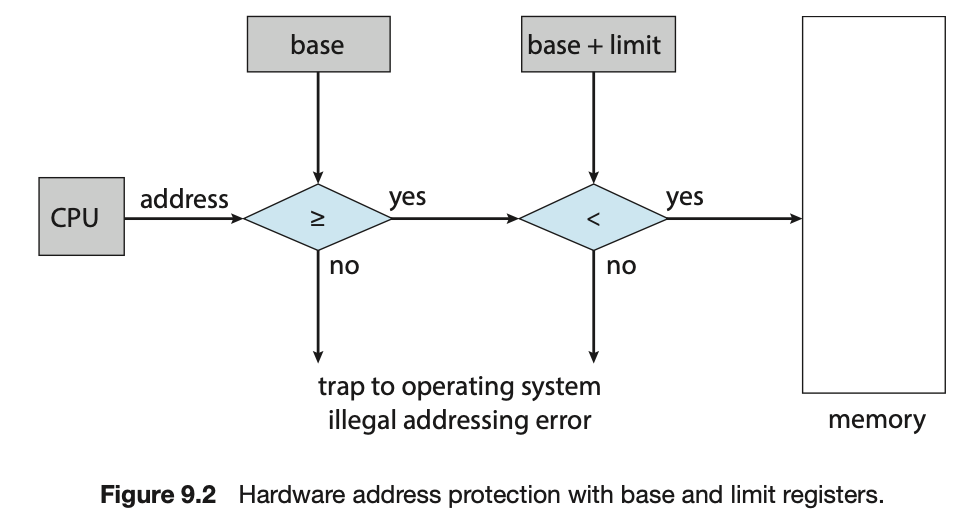 base
base + limit
CPU
address
≥
yes
<
yes
no
no
trap to operating system
illegal addressing error
memory
Figure 9.2 Hardware address protection with base and limit registers.